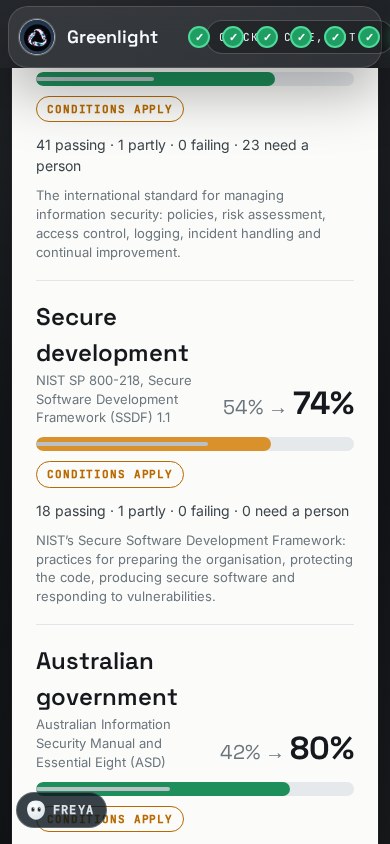 Greenlight
CONDITIONS APPLY
41 passing · 1 partly · 0 failing · 23 need a
person
The international standard for managing
information security: policies, risk assessment,
access control, logging, incident handling and
continual improvement.
Secure
development
NIST SP 800-218, Secure
Software Development
Framework (SSDF) 1.1
54% → 74%
CONDITIONS APPLY
18 passing · 1 partly · 0 failing · 0 need a person
NIST’s Secure Software Development Framework:
practices for preparing the organisation, protecting
the code, producing secure software and
responding to vulnerabilities.
Australian
government
Australian Information
Security Manual and
Essential Eight (ASD)
42% → 80%
FREYA
CONDITIONS APPLY